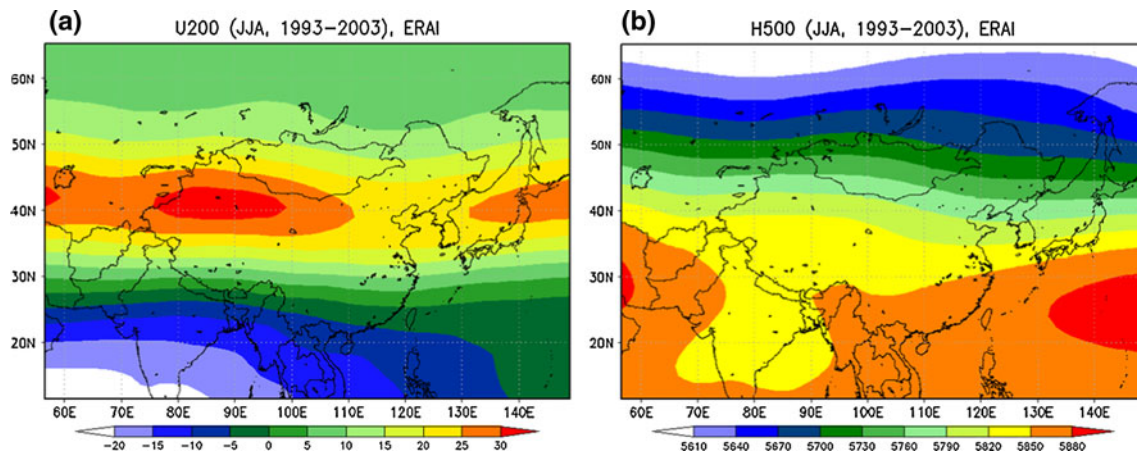 (a) U200 (JJA, 1993−2003), ERAI
60N
50N
40N
30N
20N
60E 70E 80E 90E 100E 110E 120E 130E 140E
−20 −15 −10 −5 0 5 10 15 20 25 30
(b) H500 (JJA, 1993−2003), ERAI
60N
50N
40N
30N
20N
60E 70E 80E 90E 100E 110E 120E 130E 140E
5610 5640 5670 5700 5730 5760 5790 5820 5850 5880